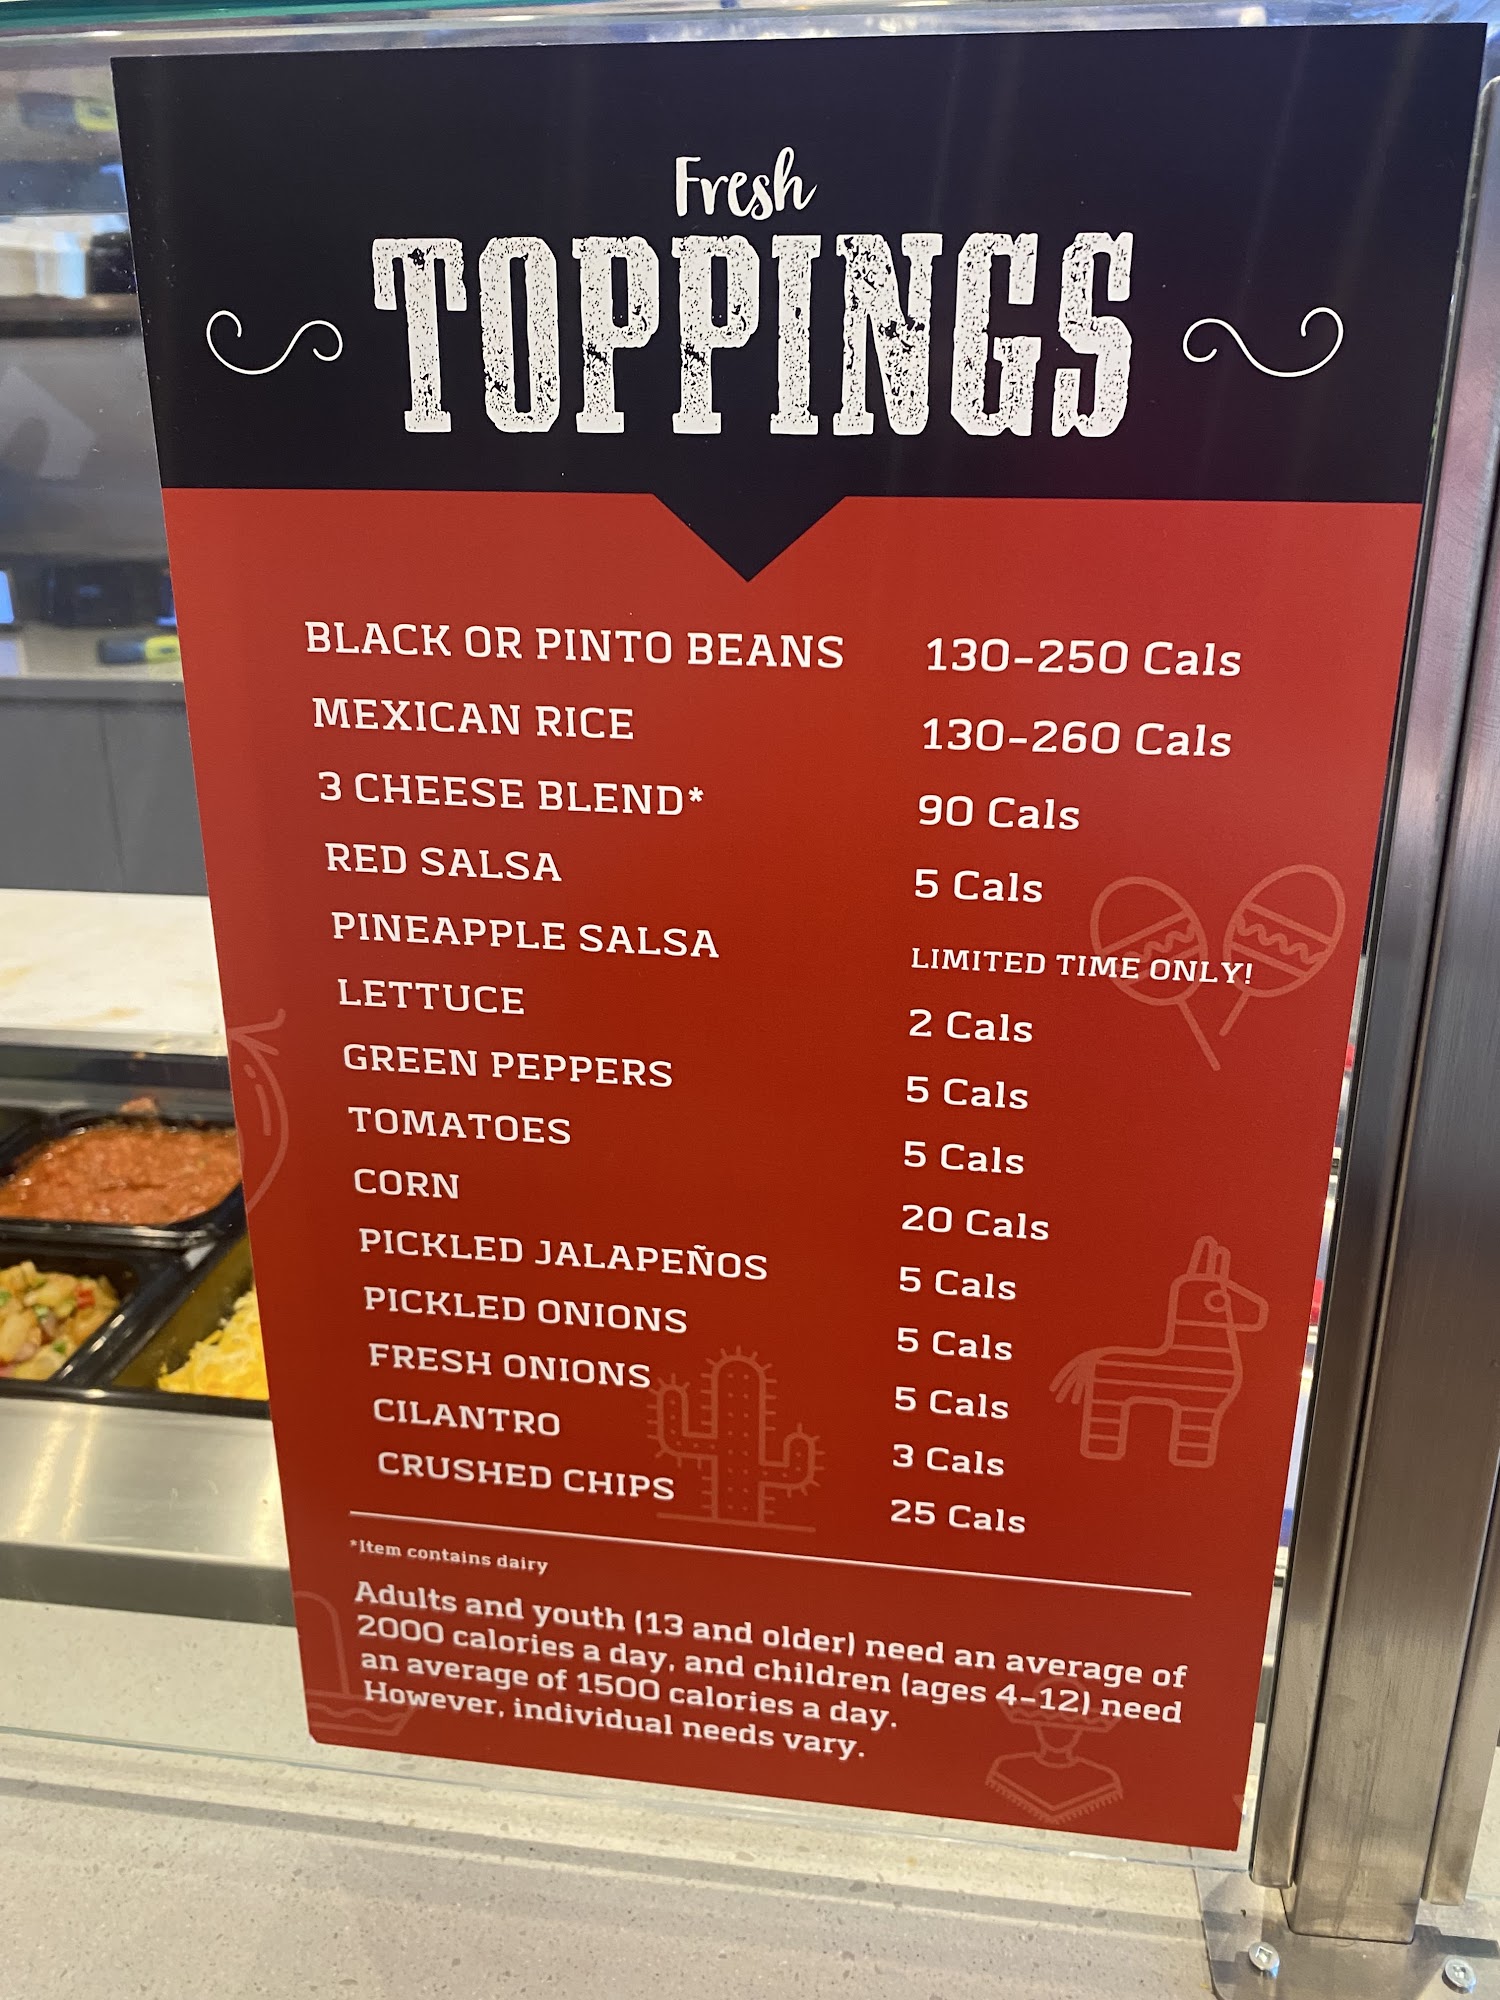 Fresh
TOPPINGS
BLACK OR PINTO BEANS 130-250 Cals
MEXICAN RICE 130-260 Cals
3 CHEESE BLEND* 90 Cals
RED SALSA 5 Cals
PINEAPPLE SALSA LIMITED TIME ONLY!
LETTUCE 2 Cals
GREEN PEPPERS 5 Cals
TOMATOES 5 Cals
CORN 20 Cals
PICKLED JALAPEÑOS 5 Cals
PICKLED ONIONS 5 Cals
FRESH ONIONS 5 Cals
CILANTRO 3 Cals
CRUSHED CHIPS 25 Cals
*Item contains dairy
Adults and youth (13 and older) need an average of
2000 calories a day, and children (ages 4-12) need
an average of 1500 calories a day.
However, individual needs vary.